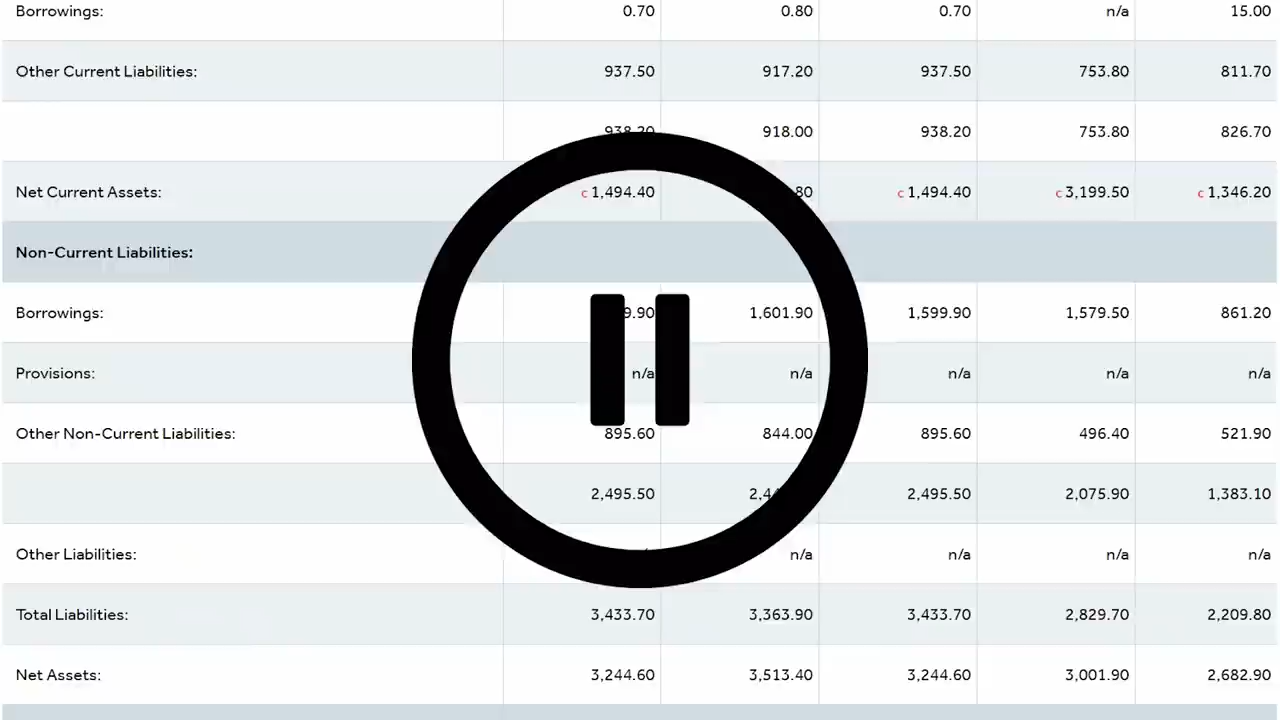 Borrowings: 0.70 0.80 0.70 n/a 15.00
Other Current Liabilities: 937.50 917.20 937.50 753.80 811.70
938.20 918.00 938.20 753.80 826.70
Net Current Assets: c 1,494.40 80 c 1,494.40 c 3,199.50 c 1,346.20
Non-Current Liabilities:
Borrowings: 9.90 1,601.90 1,599.90 1,579.50 861.20
Provisions: n/a n/a n/a n/a n/a
Other Non-Current Liabilities: 895.60 844.00 895.60 496.40 521.90
2,495.50 2,495.50 2,075.90 1,383.10
Other Liabilities: n/a n/a n/a n/a
Total Liabilities: 3,433.70 3,363.90 3,433.70 2,829.70 2,209.80
Net Assets: 3,244.60 3,513.40 3,244.60 3,001.90 2,682.90